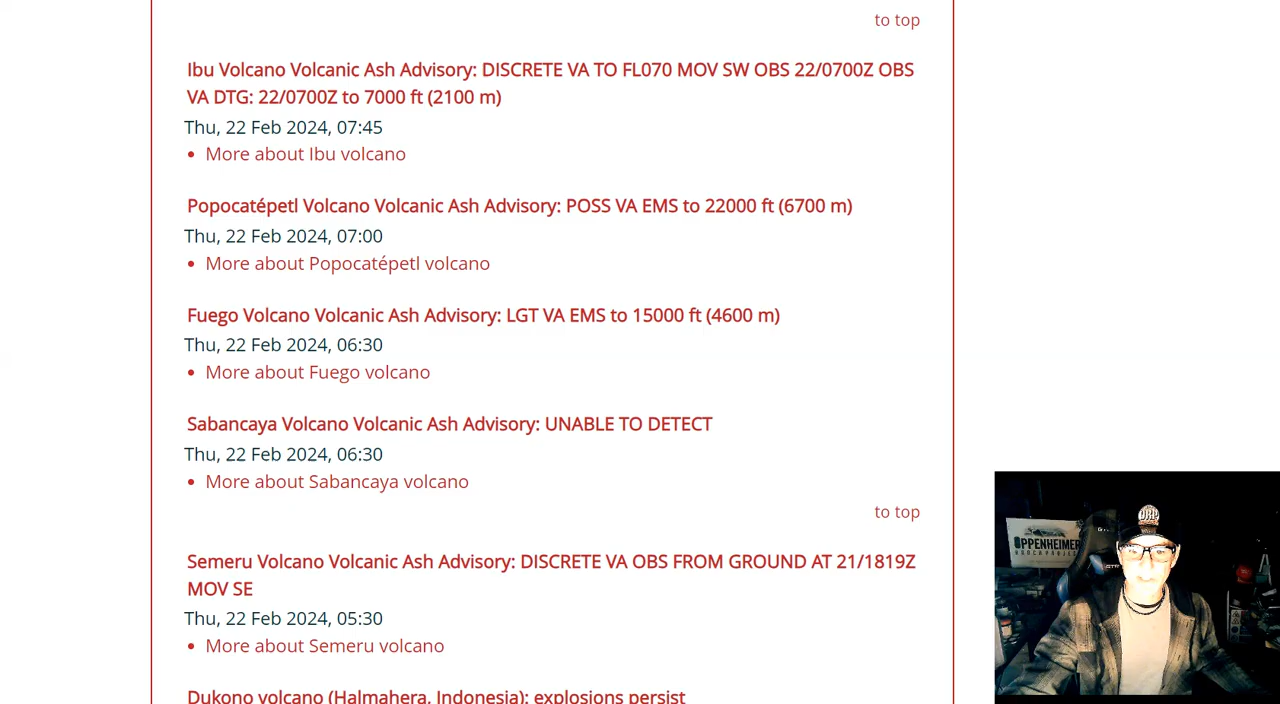 to top
Ibu Volcano Volcanic Ash Advisory: DISCRETE VA TO FL070 MOV SW OBS 22/0700Z OBS
VA DTG: 22/0700Z to 7000 ft (2100 m)
Thu, 22 Feb 2024, 07:45
• More about Ibu volcano
Popocatépetl Volcano Volcanic Ash Advisory: POSS VA EMS to 22000 ft (6700 m)
Thu, 22 Feb 2024, 07:00
• More about Popocatépetl volcano
Fuego Volcano Volcanic Ash Advisory: LGT VA EMS to 15000 ft (4600 m)
Thu, 22 Feb 2024, 06:30
• More about Fuego volcano
Sabancaya Volcano Volcanic Ash Advisory: UNABLE TO DETECT
Thu, 22 Feb 2024, 06:30
• More about Sabancaya volcano
to top
Semeru Volcano Volcanic Ash Advisory: DISCRETE VA OBS FROM GROUND AT 21/1819Z
MOV SE
Thu, 22 Feb 2024, 05:30
• More about Semeru volcano
Dukono volcano (Halmahera, Indonesia): explosions persist
OPPENHEIMER